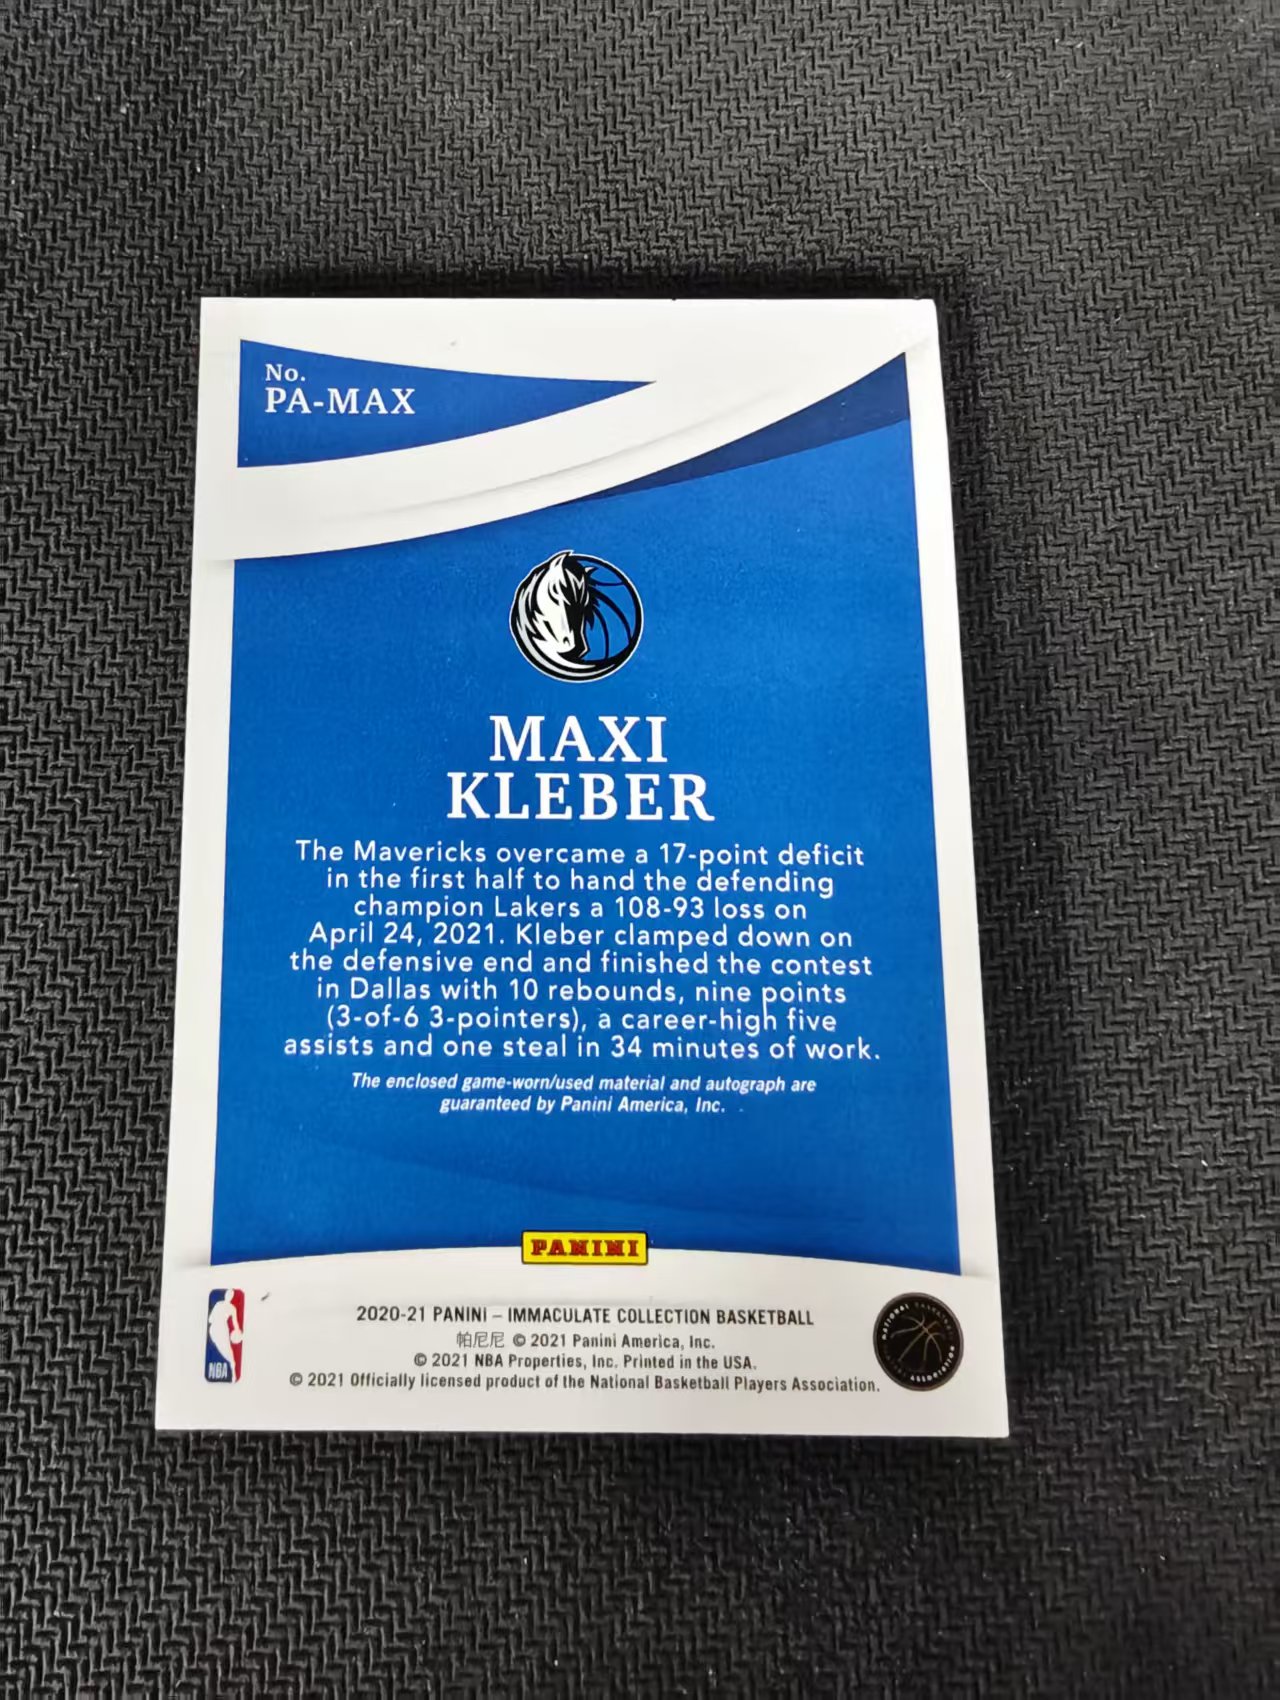 No.
PA-MAX
MAXI
KLEBER
The Mavericks overcame a 17-point deficit
in the first half to hand the defending
champion Lakers a 108-93 loss on
April 24, 2021. Kleber clamped down on
the defensive end and finished the contest
in Dallas with 10 rebounds, nine points
(3-of-6 3-pointers), a career-high five
assists and one steal in 34 minutes of work.
The enclosed game-worn/used material and autograph are
guaranteed by Panini America, Inc.
PANINI
2020-21 PANINI – IMMACULATE COLLECTION BASKETBALL
帕尼尼 © 2021 Panini America, Inc.
© 2021 NBA Properties, Inc. Printed in the USA.
© 2021 Officially licensed product of the National Basketball Players Association.
NBA
NATIONAL BASKETBALL
ASSOCIATION